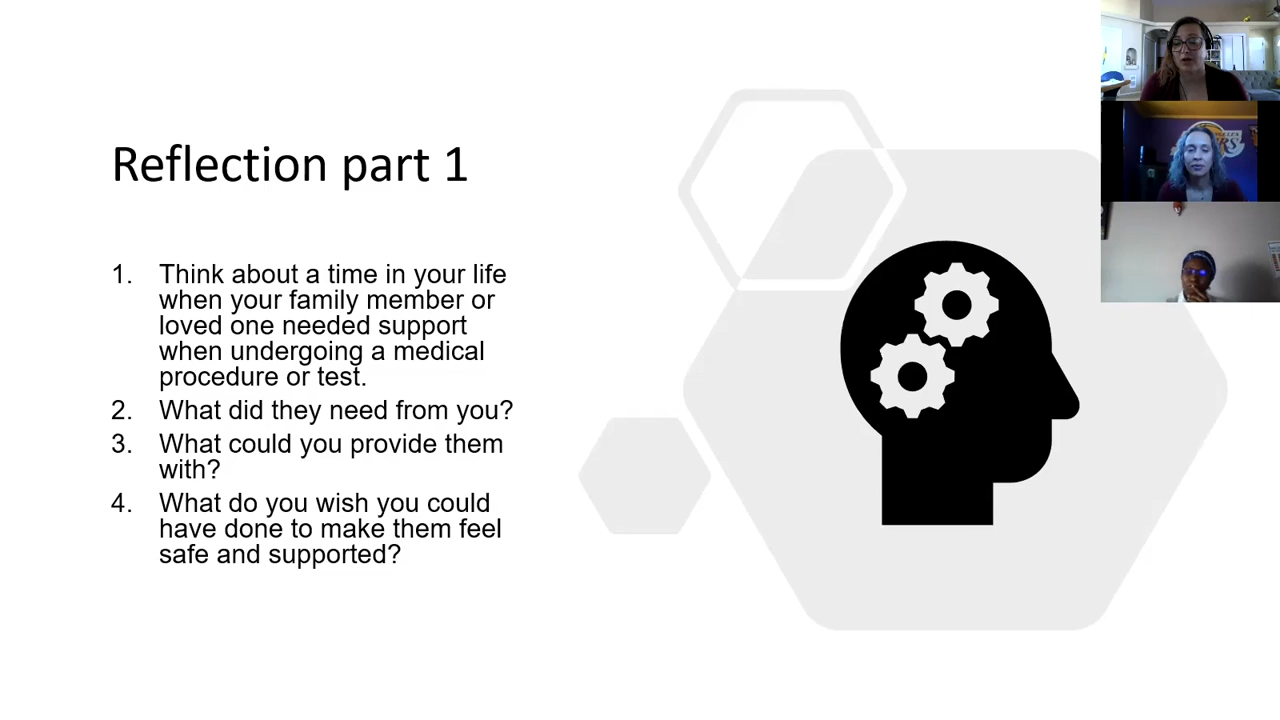 Reflection part 1
1. Think about a time in your life
when your family member or
loved one needed support
when undergoing a medical
procedure or test.
2. What did they need from you?
3. What could you provide them
with?
4. What do you wish you could
have done to make them feel
safe and supported?